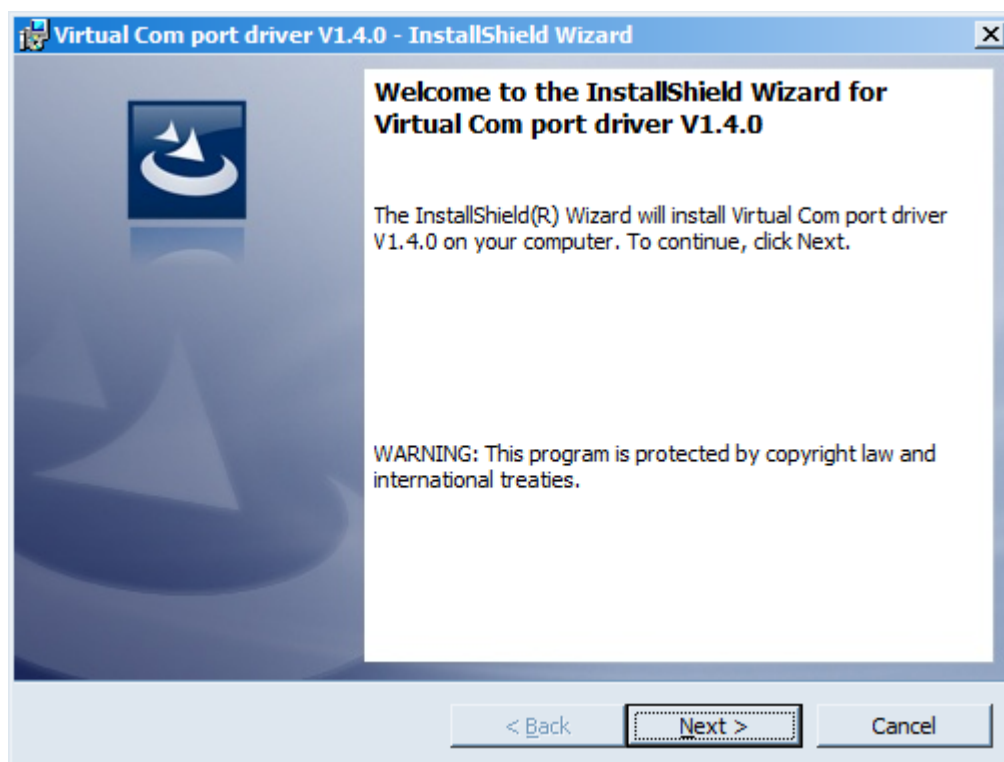 Virtual Com port driver V1.4.0 - InstallShield Wizard
Welcome to the InstallShield Wizard for
Virtual Com port driver V1.4.0
The InstallShield(R) Wizard will install Virtual Com port driver
V1.4.0 on your computer. To continue, click Next.
WARNING: This program is protected by copyright law and
international treaties.
< Back
Next >
Cancel